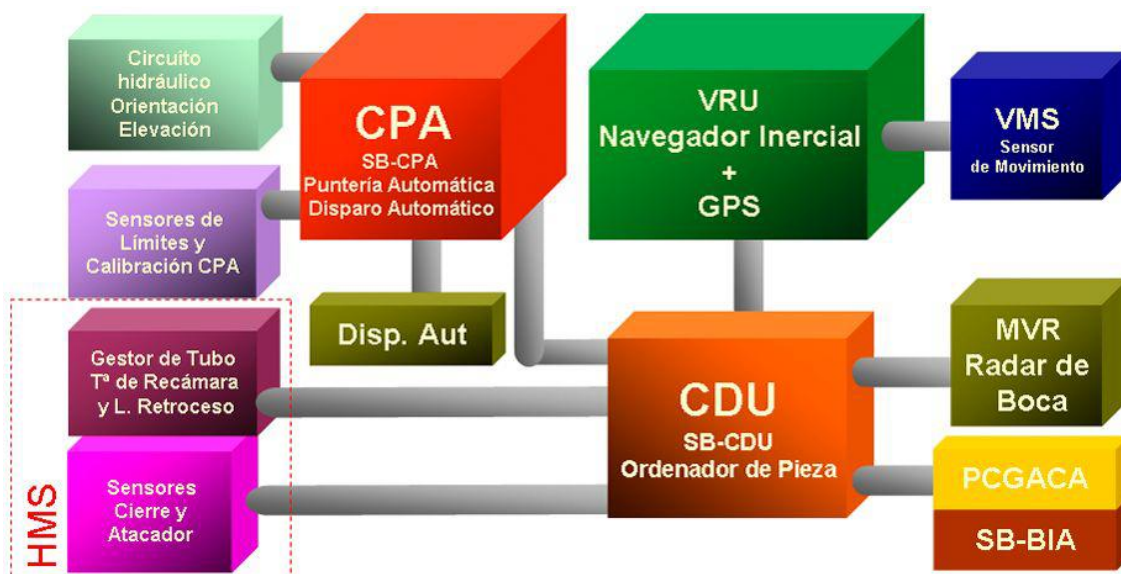 Circuito
hidráulico
Orientación
Elevación
CPA
SB-CPA
Puntería Automática
Disparo Automático
VRU
Navegador Inercial
+
GPS
VMS
Sensor
de Movimiento
Sensores de
Límites y
Calibración CPA
Disp. Aut
HMS
Gestor de Tubo
Tª de Recámara
y L. Retroceso
CDU
SB-CDU
Ordenador de Pieza
MVR
Radar de
Boca
Sensores
Cierre y
Atacador
PCGACA
SB-BIA